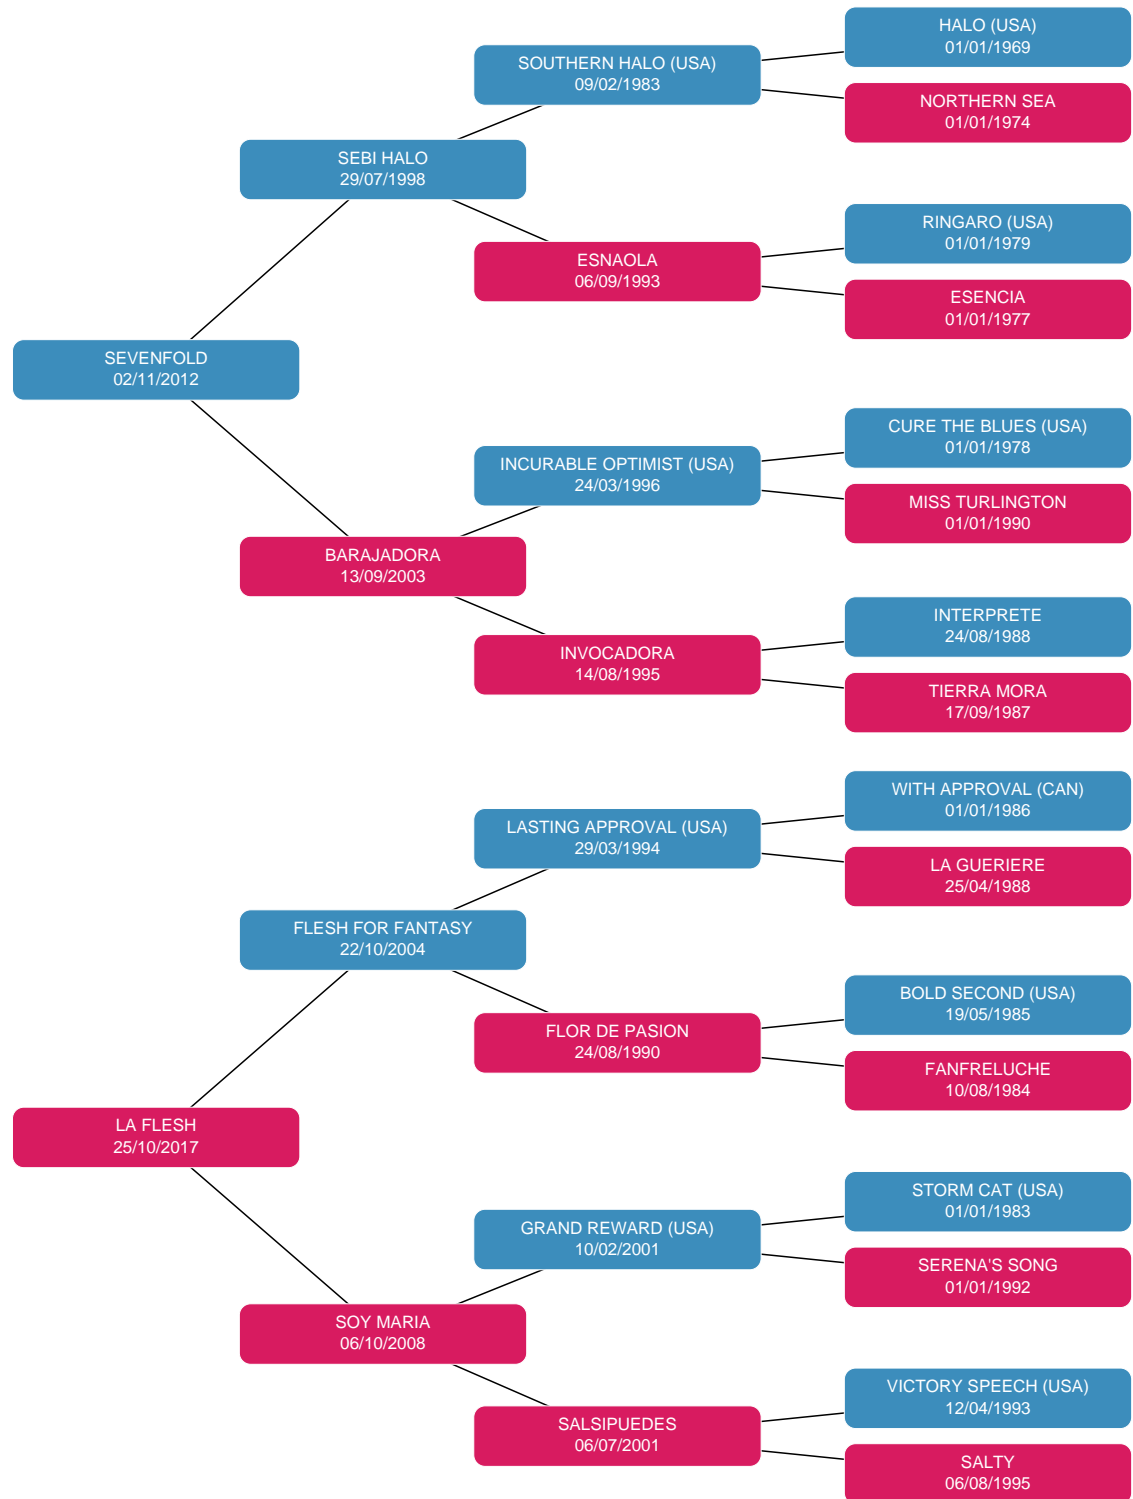 HALO (USA)
01/01/1969
SOUTHERN HALO (USA)
09/02/1983
NORTHERN SEA
01/01/1974
SEBI HALO
29/07/1998
RINGARO (USA)
01/01/1979
ESNAOLA
06/09/1993
ESENCIA
01/01/1977
SEVENFOLD
02/11/2012
CURE THE BLUES (USA)
01/01/1978
INCURABLE OPTIMIST (USA)
24/03/1996
MISS TURLINGTON
01/01/1990
BARAJADORA
13/09/2003
INTERPRETE
24/08/1988
INVOCADORA
14/08/1995
TIERRA MORA
17/09/1987
WITH APPROVAL (CAN)
01/01/1986
LASTING APPROVAL (USA)
29/03/1994
LA GUERIERE
25/04/1988
FLESH FOR FANTASY
22/10/2004
BOLD SECOND (USA)
19/05/1985
FLOR DE PASION
24/08/1990
FANFRELUCHE
10/08/1984
LA FLESH
25/10/2017
STORM CAT (USA)
01/01/1983
GRAND REWARD (USA)
10/02/2001
SERENA'S SONG
01/01/1992
SOY MARIA
06/10/2008
VICTORY SPEECH (USA)
12/04/1993
SALSIPUEDES
06/07/2001
SALTY
06/08/1995